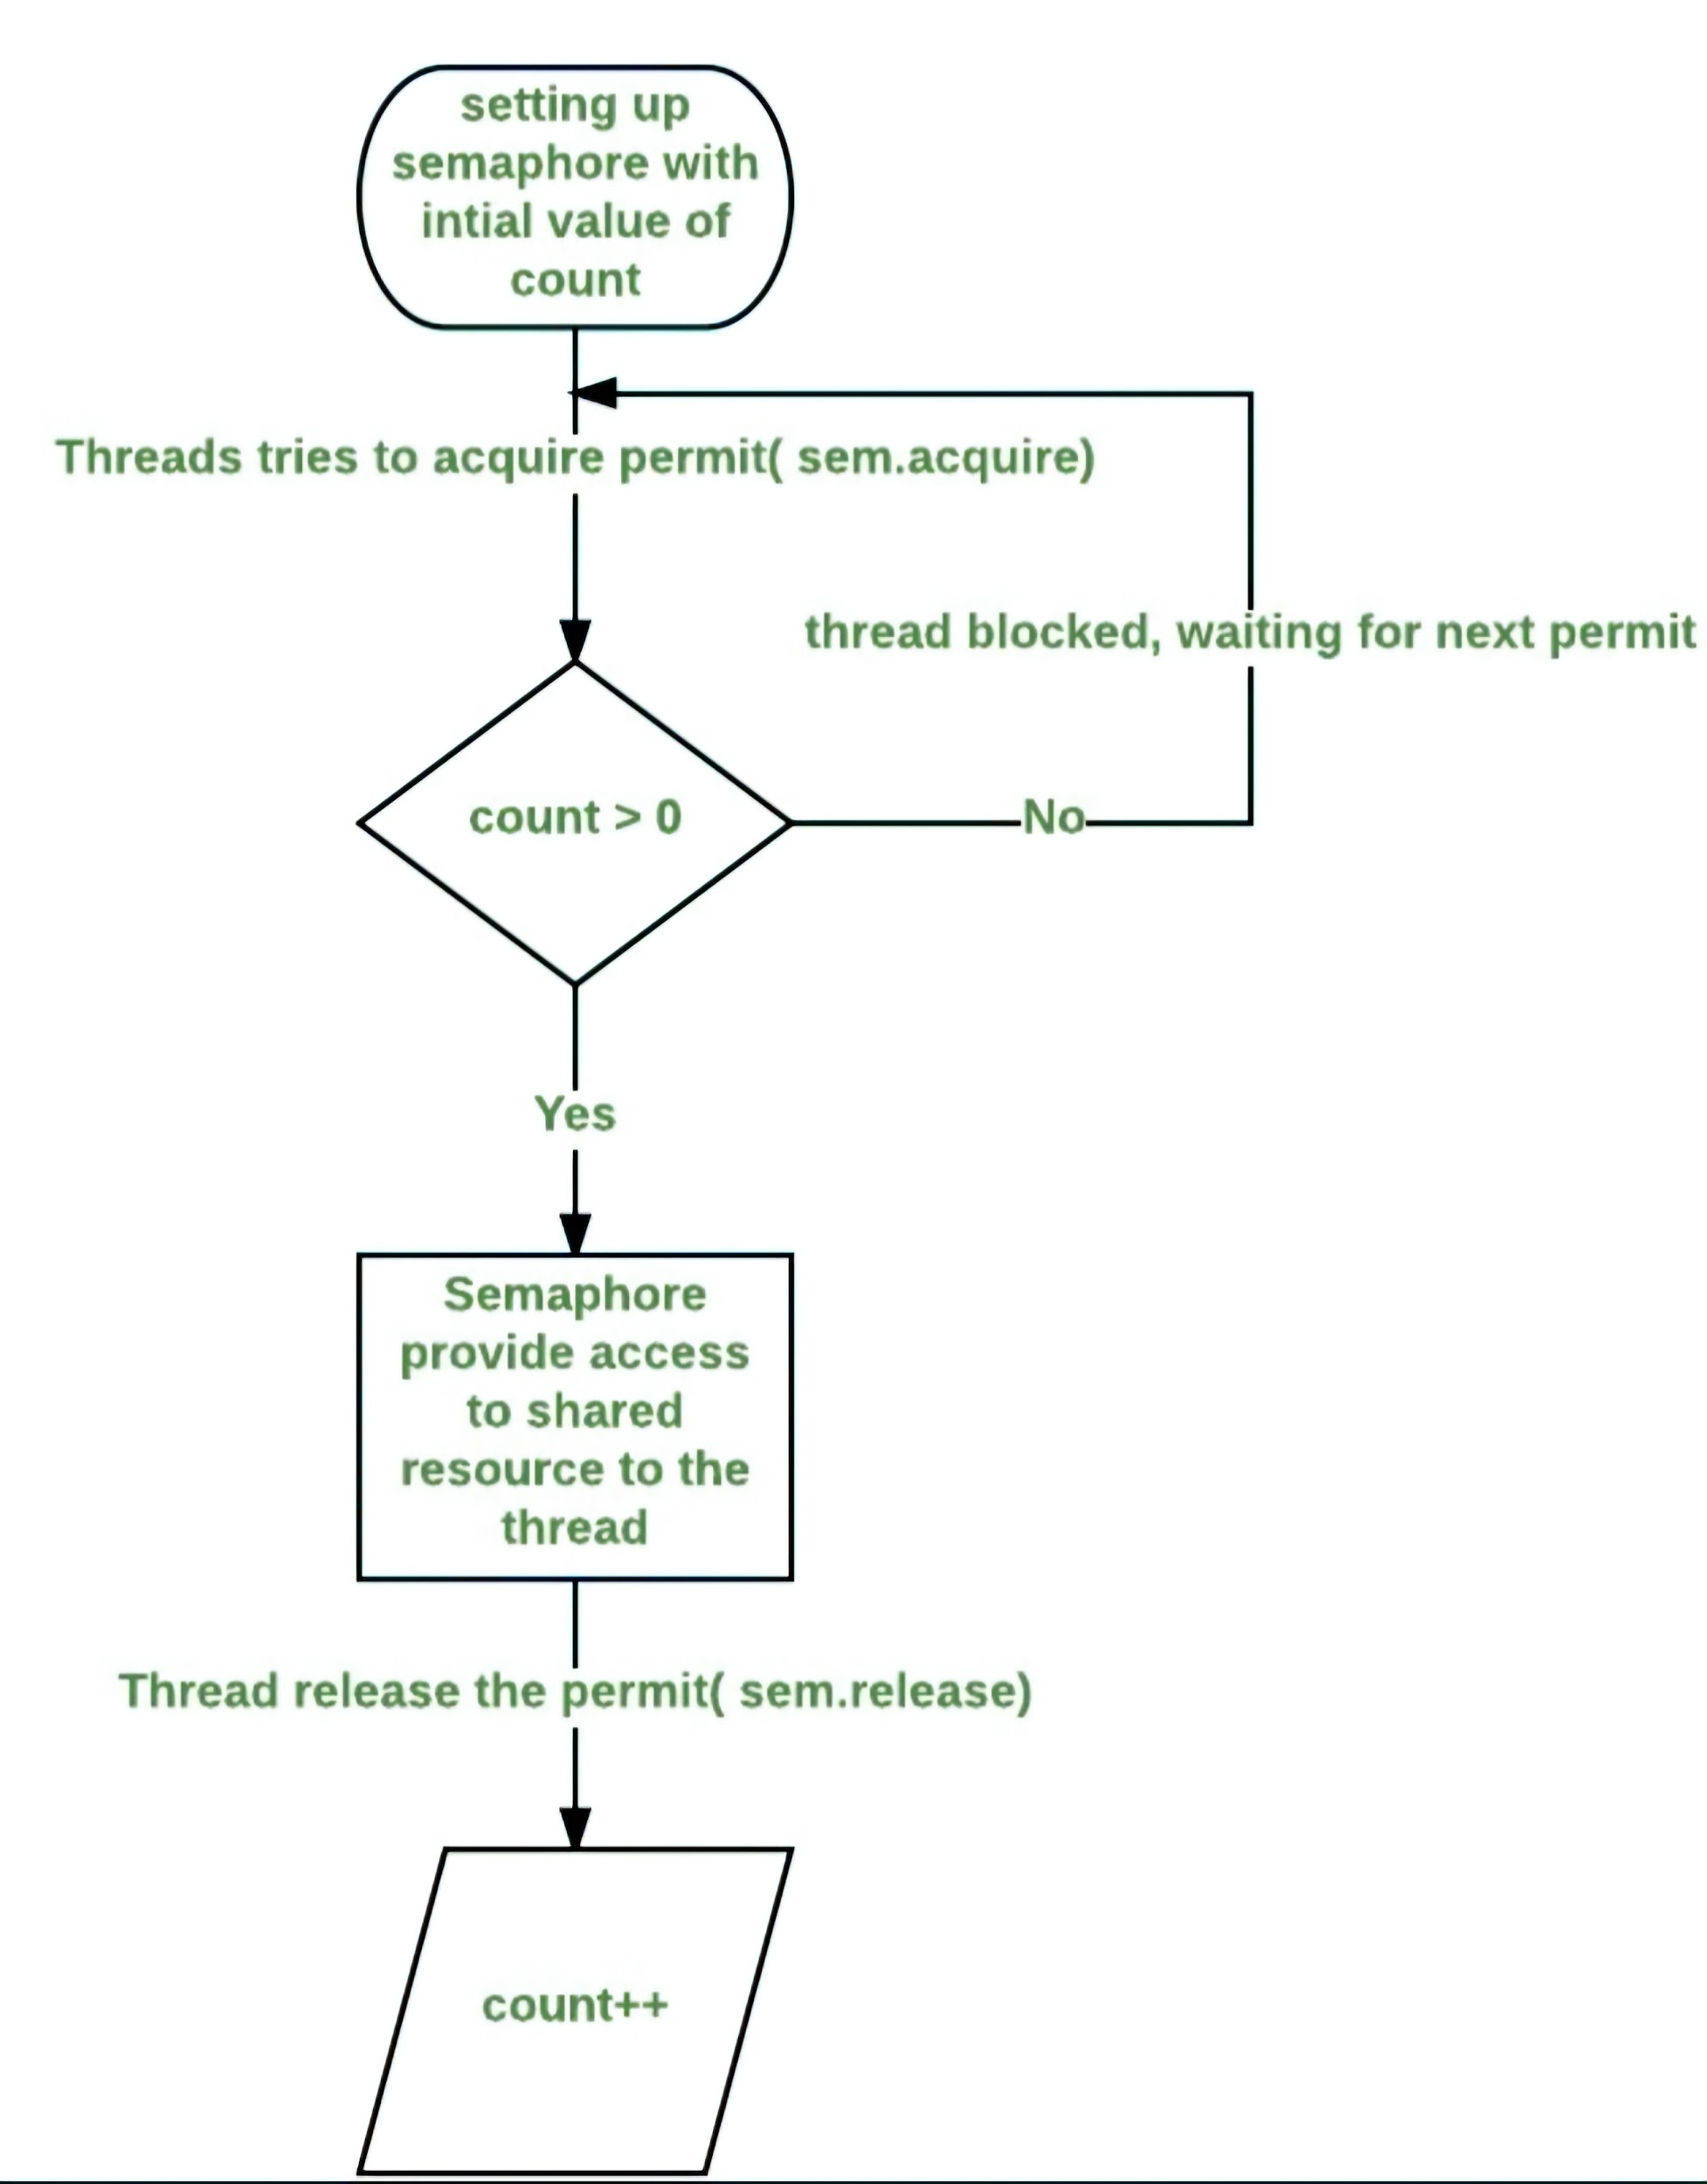 setting up
semaphore with
intial value of
count
Threads tries to acquire permit( sem.acquire)
thread blocked, waiting for next permit
count > 0
No
Yes
Semaphore
provide access
to shared
resource to the
thread
Thread release the permit( sem.release)
count++